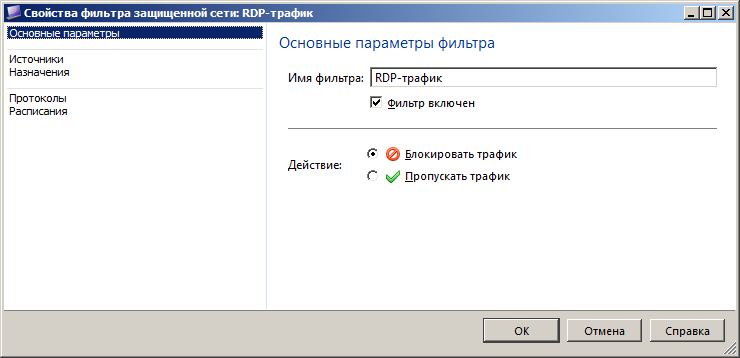 Свойства фильтра защищенной сети: RDP-трафик
Основные параметры
Источники
Назначения
Протоколы
Расписания
Основные параметры фильтра
Имя фильтра: RDP-трафик
Фильтр включен
Действие:
Блокировать трафик
Пропускать трафик
OK
Отмена
Справка